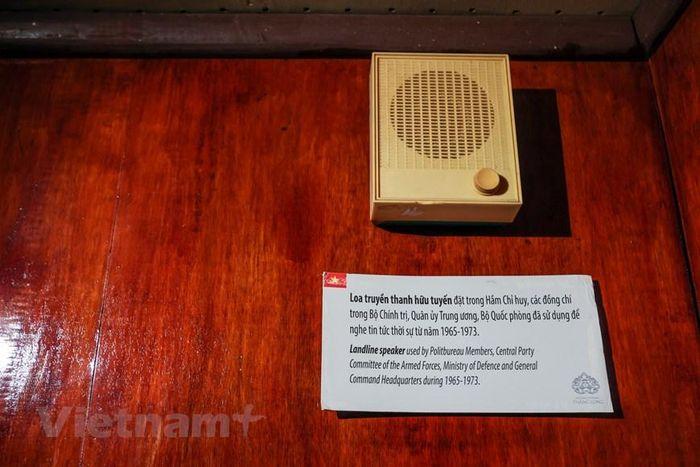 Loa truyền thanh hữu tuyến đặt trong Hầm Chỉ huy, các đồng chí
trong Bộ Chính trị, Quân ủy Trung ương, Bộ Quốc phòng đã sử dụng để
nghe tin tức thời sự từ năm 1965-1973.
Landline speaker used by Politbureau Members, Central Party
Committee of the Armed Forces, Ministry of Defence and General
Command Headquarters during 1965-1973.
THANG LONG
Vietnam+